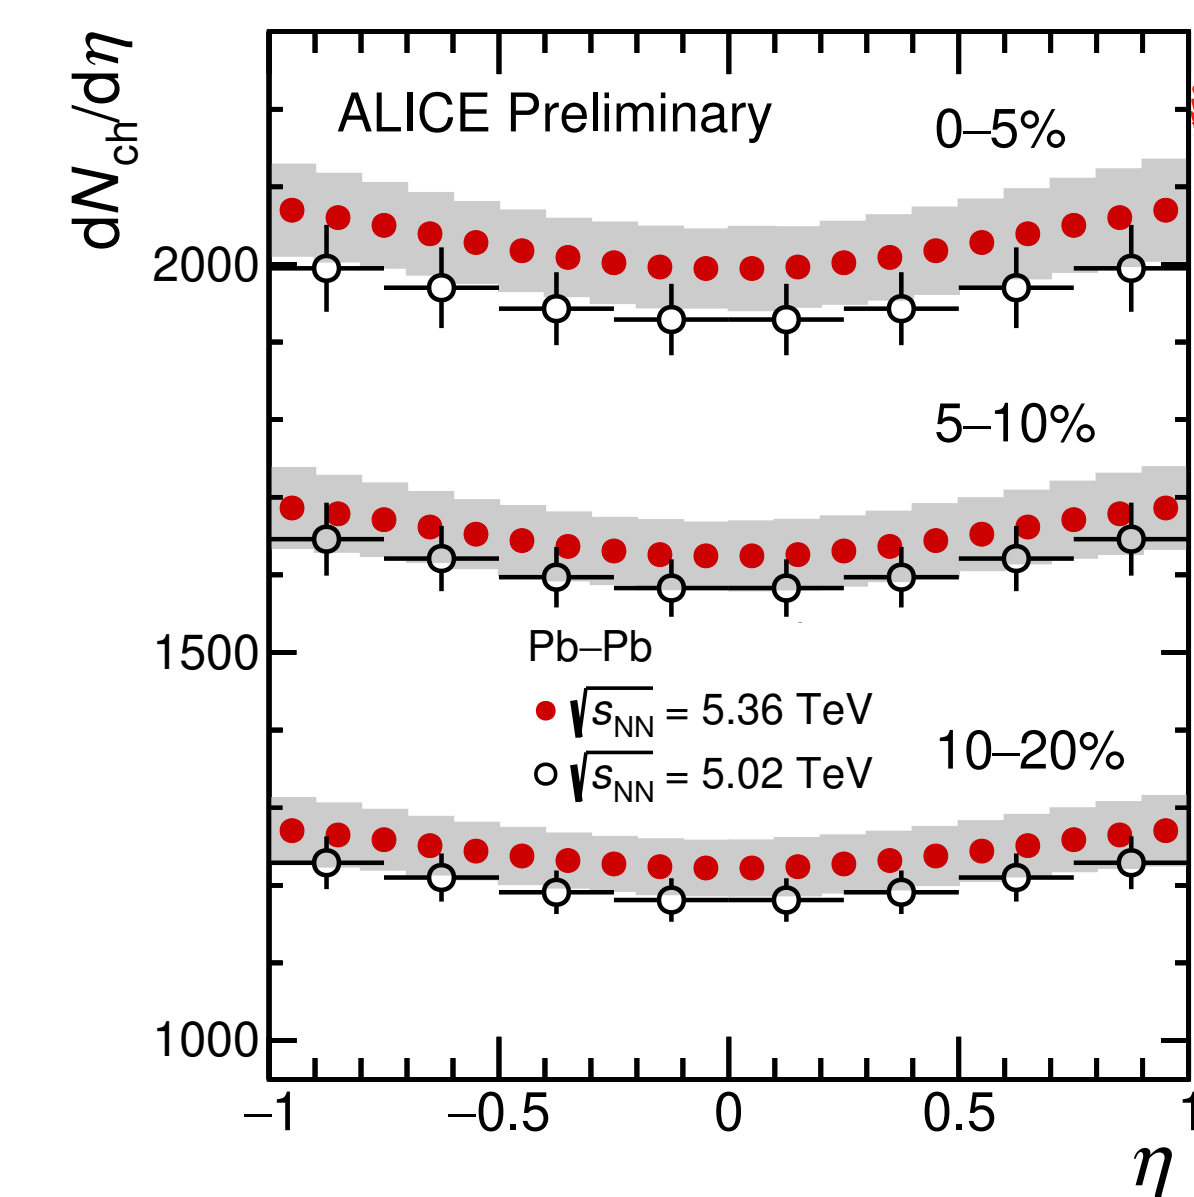 dN_ch/dη
ALICE Preliminary
0–5%
2000
5–10%
1500
Pb–Pb
√s_NN = 5.36 TeV
√s_NN = 5.02 TeV
10–20%
1000
–1 –0.5 0 0.5 1
η